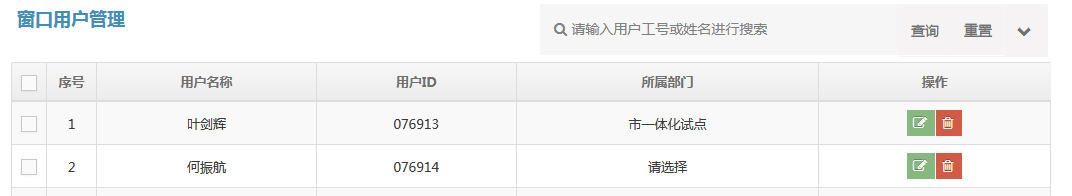 窗口用户管理
请输入用户工号或姓名进行搜索 查询 重置
序号 用户名称 用户ID 所属部门 操作
1 叶剑辉 076913 市一体化试点
2 何振航 076914 请选择